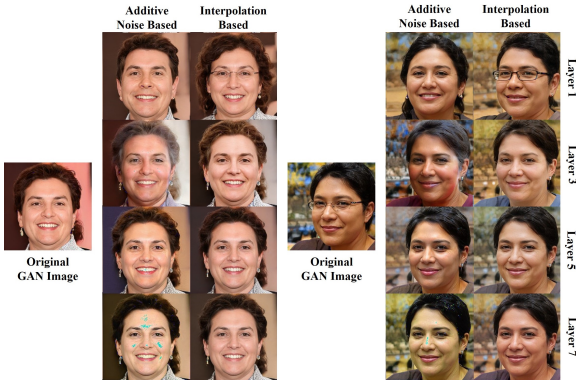 Additive
Noise Based
Interpolation
Based
Additive
Noise Based
Interpolation
Based
Layer 1
Layer 3
Original
GAN Image
Original
GAN Image
Layer 5
Layer 7